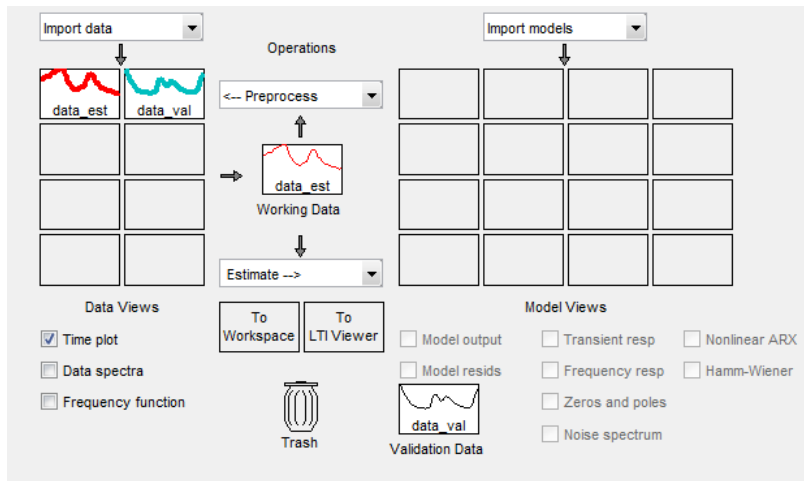 Import data
Import models
Operations
data_est
data_val
<-- Preprocess
data_est
Working Data
Estimate -->
Data Views
Model Views
To Workspace
To LTI Viewer
Time plot
Data spectra
Frequency function
Model output
Transient resp
Nonlinear ARX
Model resids
Frequency resp
Hamm-Wiener
Zeros and poles
Noise spectrum
data_val
Validation Data
Trash